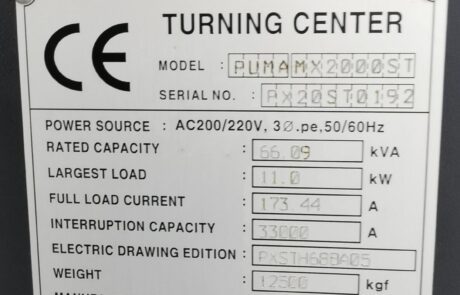 CE
TURNING CENTER
MODEL : PUMAMX2000ST
SERIAL NO. : PX20ST0192
POWER SOURCE : AC200/220V, 3Ø.pe,50/60Hz
RATED CAPACITY : 66.09 kVA
LARGEST LOAD : 11.0 kW
FULL LOAD CURRENT : 173.44 A
INTERRUPTION CAPACITY : 33000 A
ELECTRIC DRAWING EDITION : PXSTH68BA05
WEIGHT : 12500 kgf